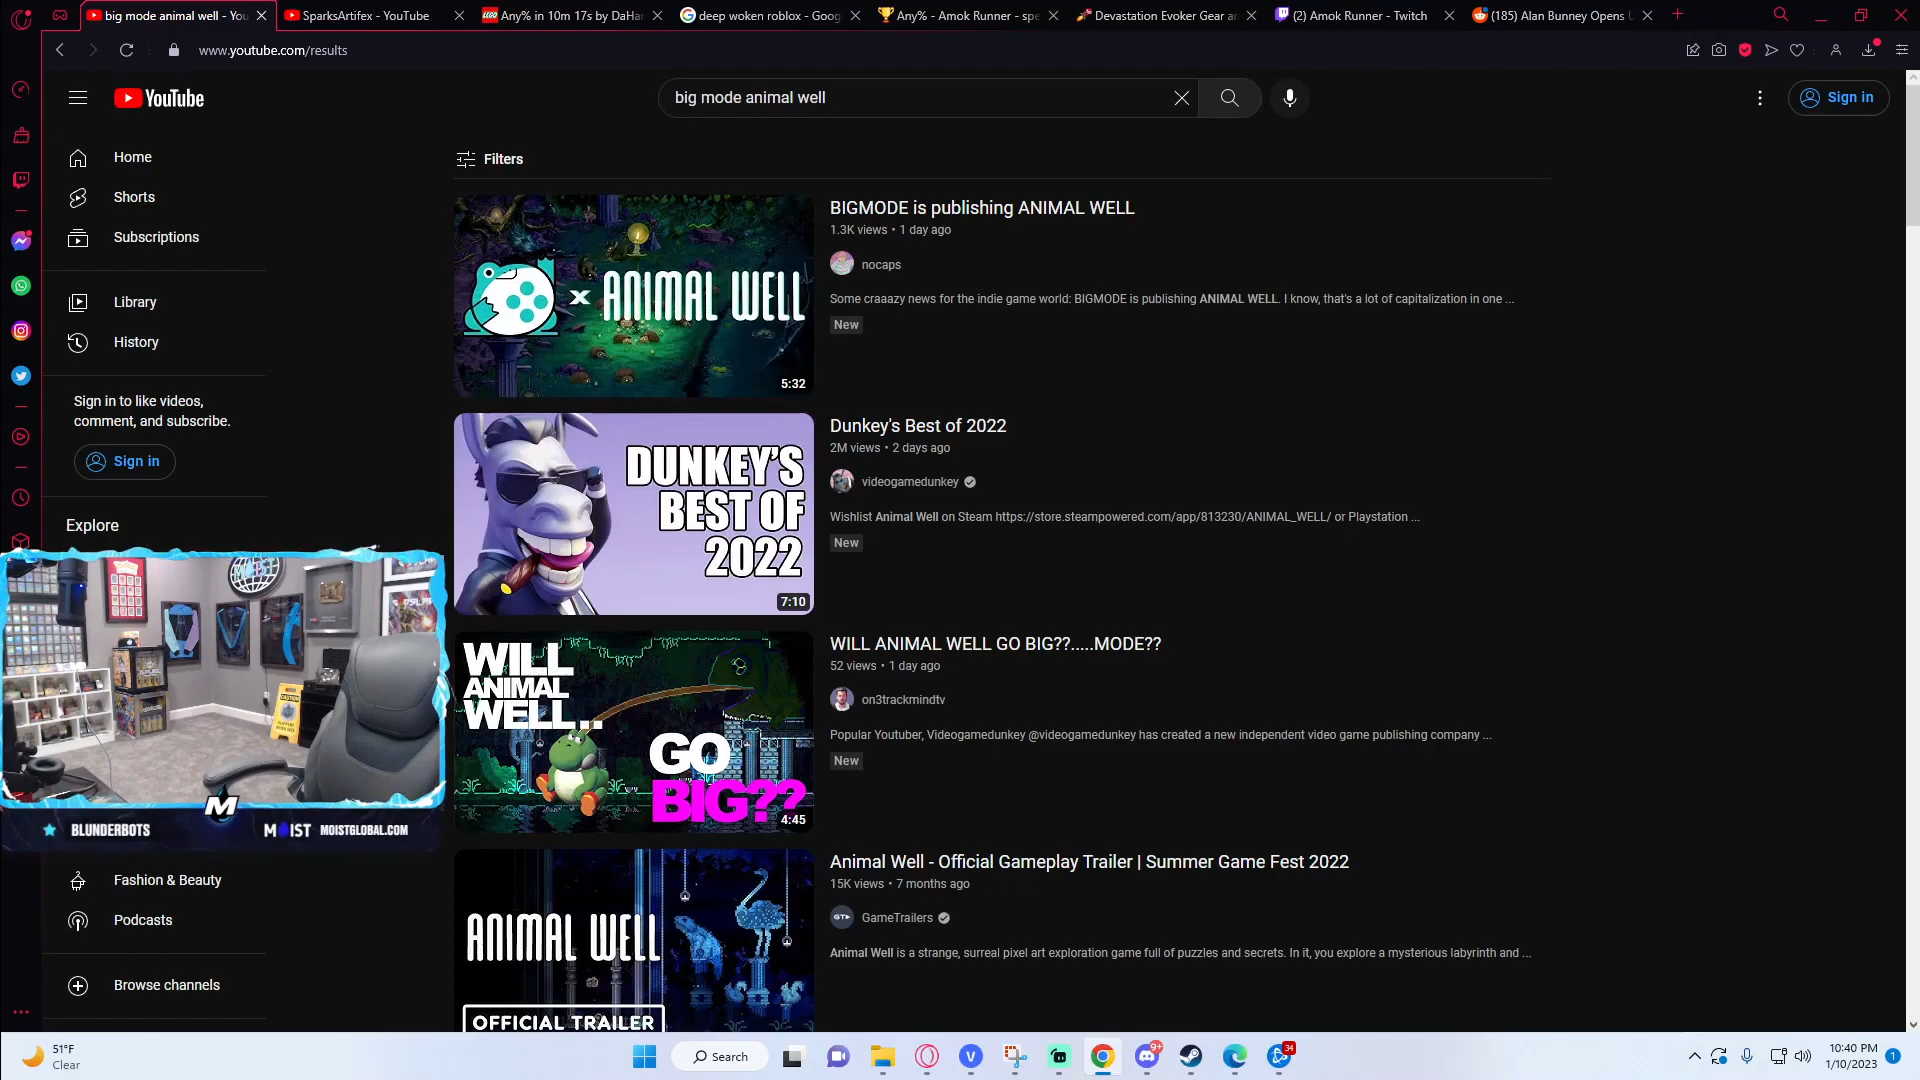 big mode animal well - You
SparksArtifex - YouTube
Any% in 10m 17s by DaHar
deep woken roblox - Goog
Any% - Amok Runner - spe
Devastation Evoker Gear an
(2) Amok Runner - Twitch
(185) Alan Bunney Opens U
www.youtube.com/results
YouTube
big mode animal well
Sign in
Home
Shorts
Subscriptions
Library
History
Sign in to like videos,
comment, and subscribe.
Sign in
Explore
Fashion & Beauty
Podcasts
Browse channels
Filters
x ANIMAL WELL
5:32
BIGMODE is publishing ANIMAL WELL
1.3K views • 1 day ago
nocaps
Some craaazy news for the indie game world: BIGMODE is publishing ANIMAL WELL. I know, that's a lot of capitalization in one ...
New
DUNKEY'S
BEST OF
2022
7:10
Dunkey's Best of 2022
2M views • 2 days ago
videogamedunkey
Wishlist Animal Well on Steam https://store.steampowered.com/app/813230/ANIMAL_WELL/ or Playstation ...
New
WILL
ANIMAL
WELL..
GO
BIG??
4:45
WILL ANIMAL WELL GO BIG??.....MODE??
52 views • 1 day ago
on3trackmindtv
Popular Youtuber, Videogamedunkey @videogamedunkey has created a new independent video game publishing company ...
New
ANIMAL WELL
OFFICIAL TRAILER
Animal Well - Official Gameplay Trailer | Summer Game Fest 2022
15K views • 7 months ago
GT
GameTrailers
Animal Well is a strange, surreal pixel art exploration game full of puzzles and secrets. In it, you explore a mysterious labyrinth and ...
MOIST
CAUTION
M
BLUNDERBOTS
MOIST
MOISTGLOBAL.COM
51°F
Clear
Search
9+
34
10:40 PM
1/10/2023
1